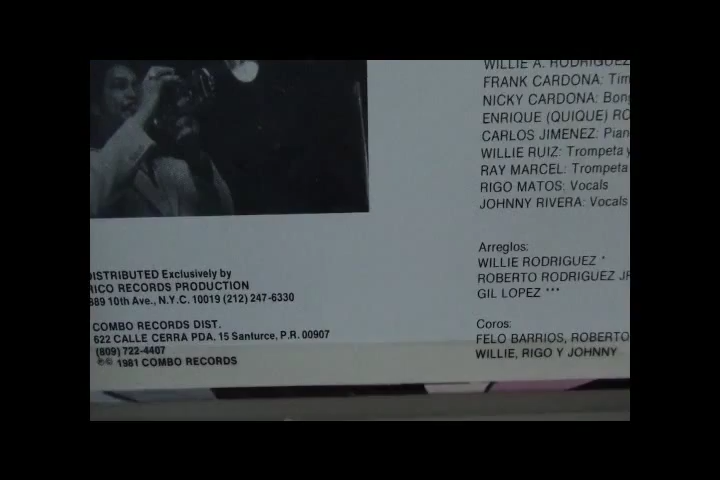 DISTRIBUTED Exclusively by
RICO RECORDS PRODUCTION
889 10th Ave., N.Y.C. 10019 (212) 247-6330
COMBO RECORDS DIST.
622 CALLE CERRA PDA. 15 Santurce, P.R. 00907
(809) 722-4407
℗© 1981 COMBO RECORDS
WILLIE A. RODRIGUEZ
FRANK CARDONA: Tim
NICKY CARDONA: Bong
ENRIQUE (QUIQUE) RO
CARLOS JIMENEZ: Pian
WILLIE RUIZ: Trompeta y
RAY MARCEL: Trompeta
RIGO MATOS: Vocals
JOHNNY RIVERA: Vocals
Arreglos:
WILLIE RODRIGUEZ *
ROBERTO RODRIGUEZ JR
GIL LOPEZ ***
Coros:
FELO BARRIOS, ROBERTO
WILLIE, RIGO Y JOHNNY